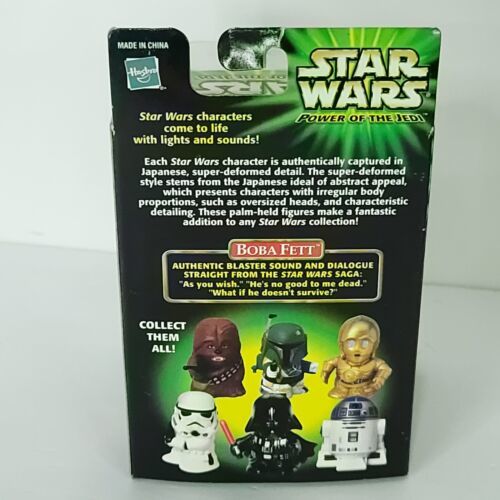 MADE IN CHINA
Hasbro
STAR
WARS
POWER OF THE JEDI
Star Wars characters
come to life
with lights and sounds!
Each Star Wars character is authentically captured in
Japanese, super-deformed detail. The super-deformed
style stems from the Japanese ideal of abstract appeal,
which presents characters with irregular body
proportions, such as oversized heads, and characteristic
detailing. These palm-held figures make a fantastic
addition to any Star Wars collection!
BOBA FETT™
AUTHENTIC BLASTER SOUND AND DIALOGUE
STRAIGHT FROM THE STAR WARS SAGA:
"As you wish." "He's no good to me dead."
"What if he doesn't survive?"
COLLECT
THEM
ALL!